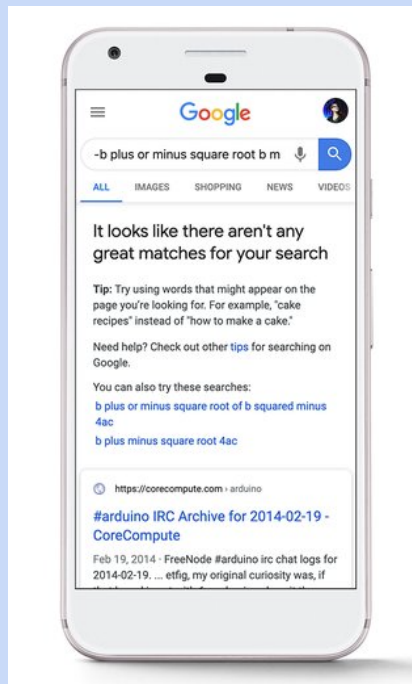 Google
-b plus or minus square root b m
ALL IMAGES SHOPPING NEWS VIDEOS
It looks like there aren't any
great matches for your search
Tip: Try using words that might appear on the
page you're looking for. For example, "cake
recipes" instead of "how to make a cake."
Need help? Check out other tips for searching on
Google.
You can also try these searches:
b plus or minus square root of b squared minus
4ac
b plus minus square root 4ac
https://corecompute.com › arduino
#arduino IRC Archive for 2014-02-19 -
CoreCompute
Feb 19, 2014 - FreeNode #arduino irc chat logs for
2014-02-19. ... etfig, my original curiosity was, if